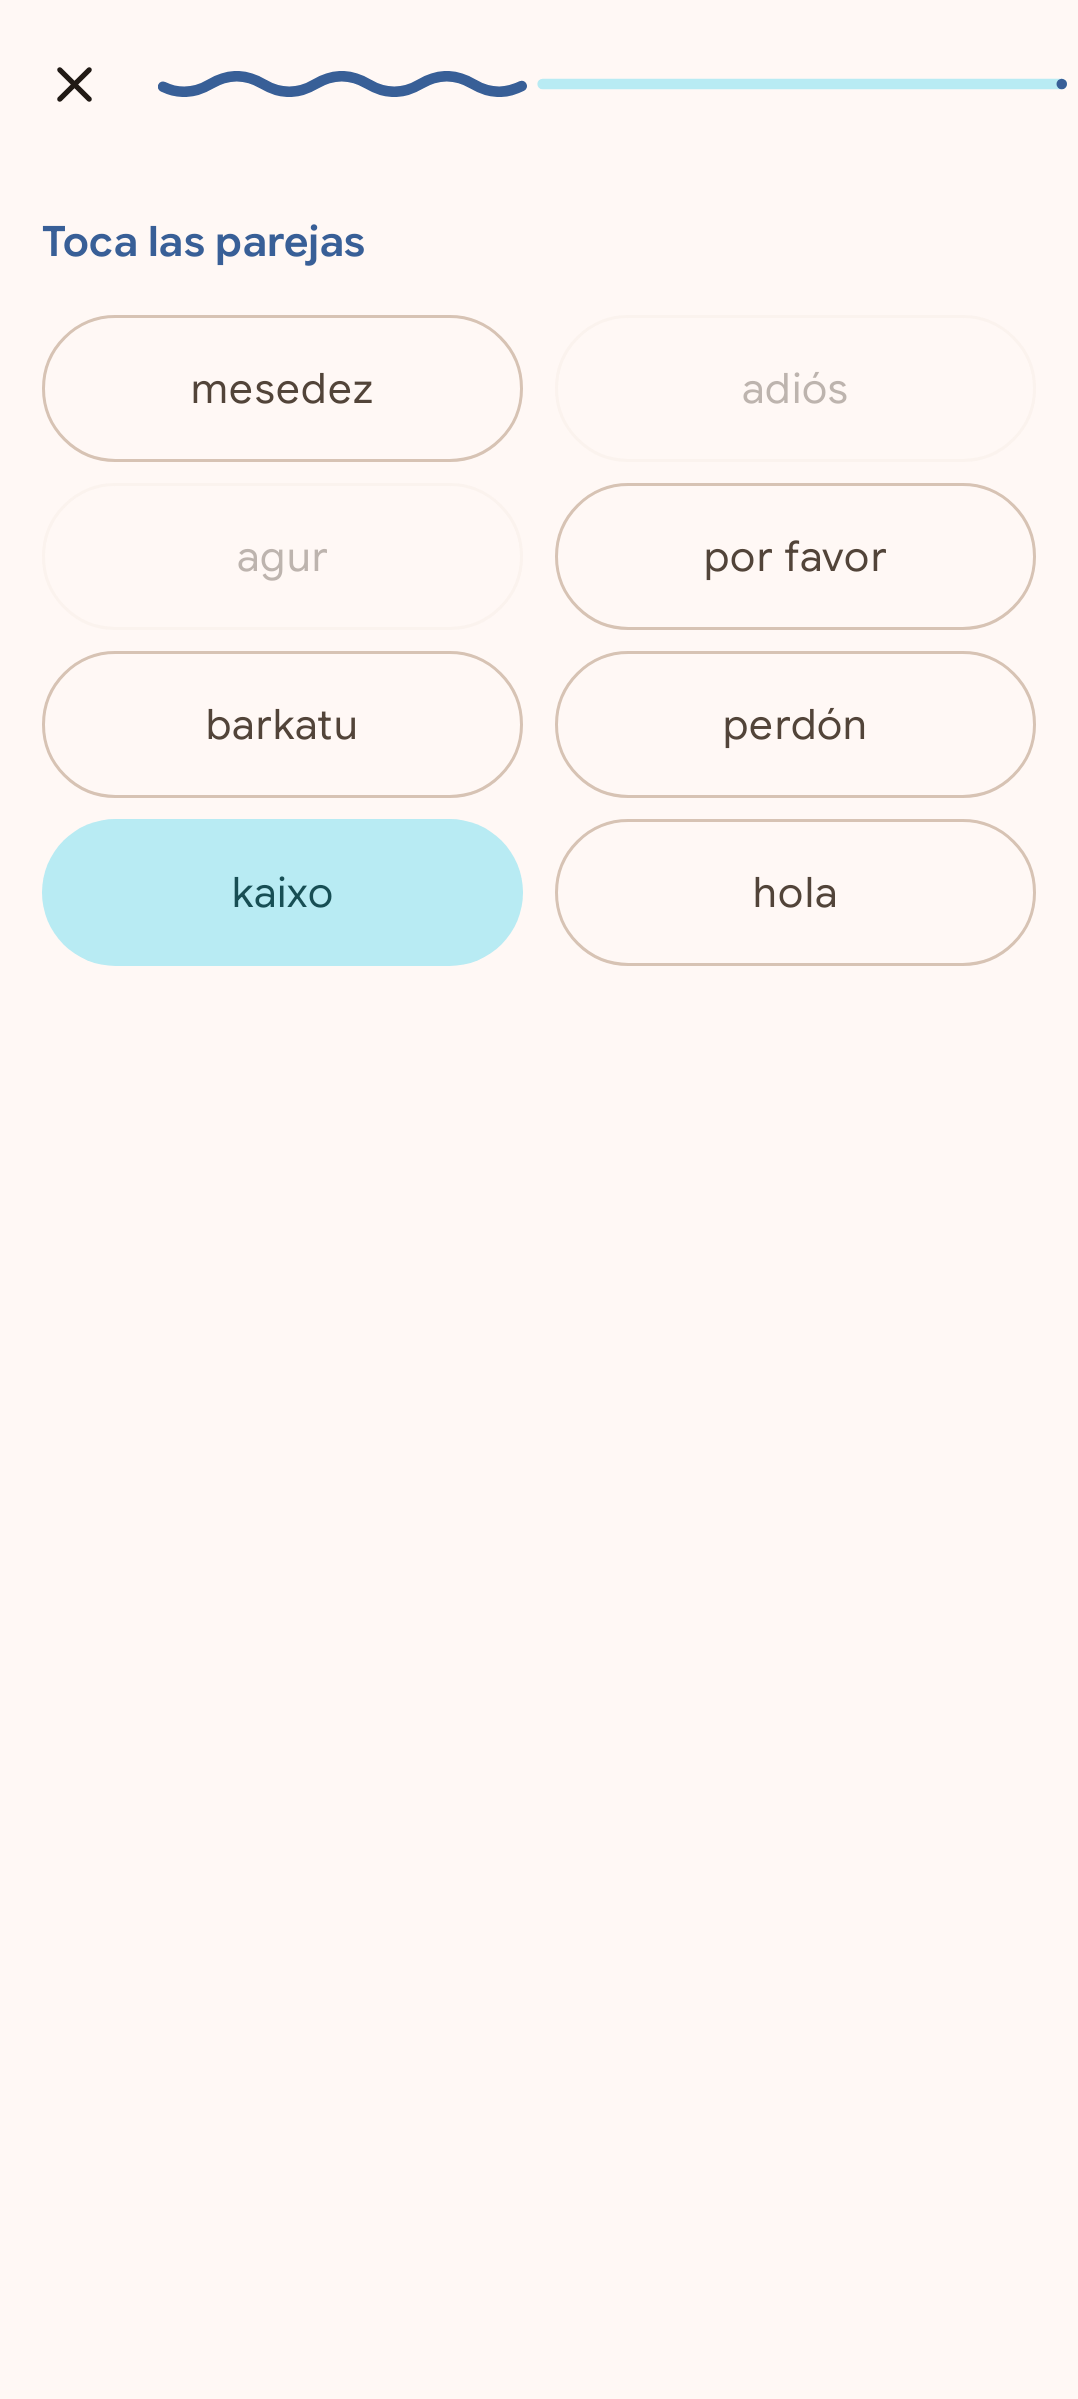 Toca las parejas
mesedez
adiós
agur
por favor
barkatu
perdón
kaixo
hola